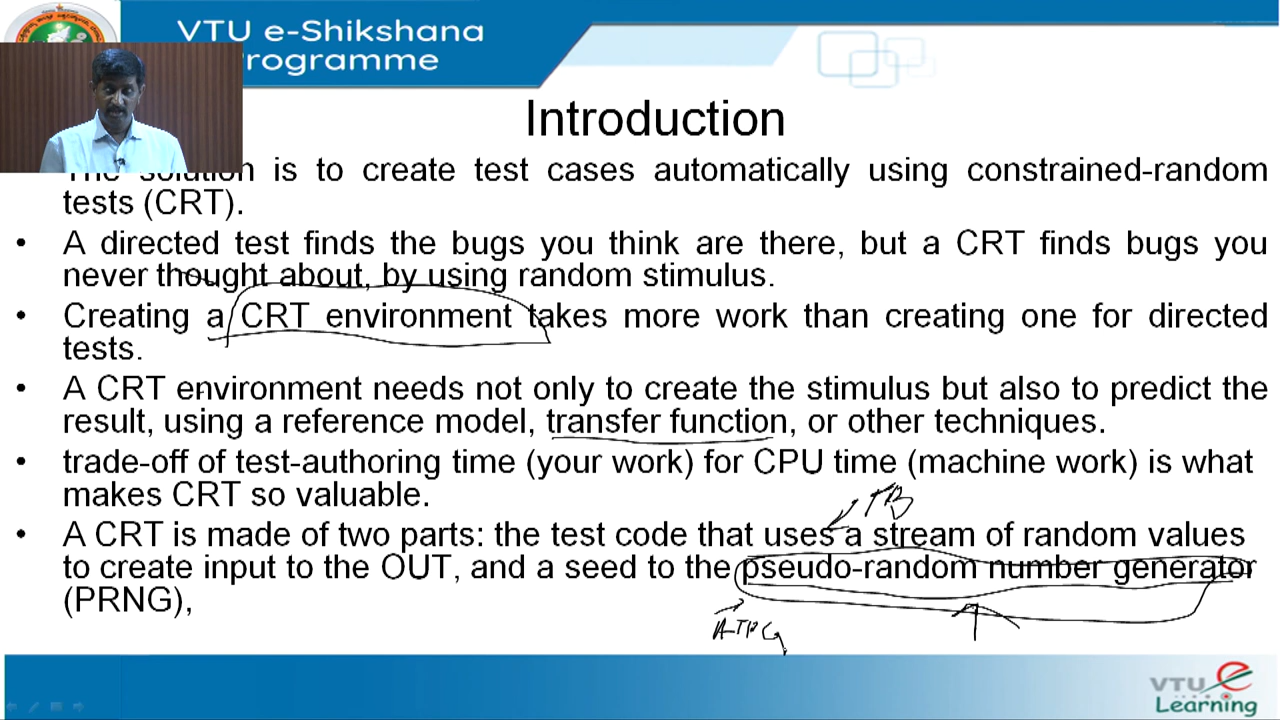 VTU e-Shikshana
Programme
Introduction
The solution is to create test cases automatically using constrained-random
tests (CRT).
• A directed test finds the bugs you think are there, but a CRT finds bugs you
never thought about, by using random stimulus.
• Creating a CRT environment takes more work than creating one for directed
tests.
• A CRT environment needs not only to create the stimulus but also to predict the
result, using a reference model, transfer function, or other techniques.
• trade-off of test-authoring time (your work) for CPU time (machine work) is what
makes CRT so valuable.
TB
• A CRT is made of two parts: the test code that uses a stream of random values
to create input to the OUT, and a seed to the pseudo-random number generator
(PRNG),
ATPG
VTU e
Learning